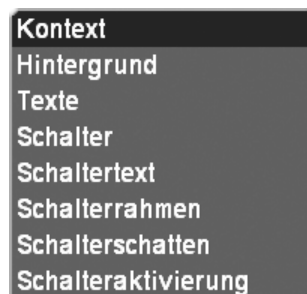 Kontext
Hintergrund
Texte
Schalter
Schaltertext
Schalterrahmen
Schalterschatten
Schalteraktivierung